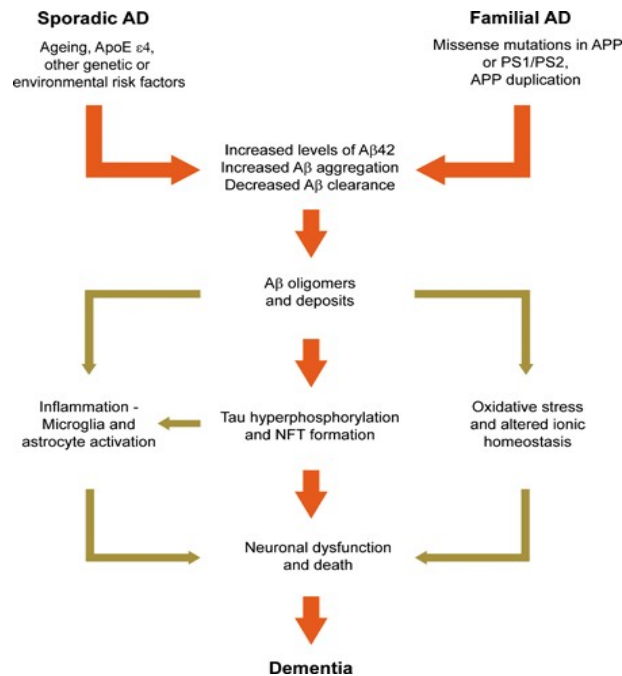 Sporadic AD
Ageing, ApoE ε4,
other genetic or
environmental risk factors
Familial AD
Missense mutations in APP
or PS1/PS2,
APP duplication
Increased levels of Aβ42
Increased Aβ aggregation
Decreased Aβ clearance
Aβ oligomers
and deposits
Inflammation -
Microglia and
astrocyte activation
Tau hyperphosphorylation
and NFT formation
Oxidative stress
and altered ionic
homeostasis
Neuronal dysfunction
and death
Dementia